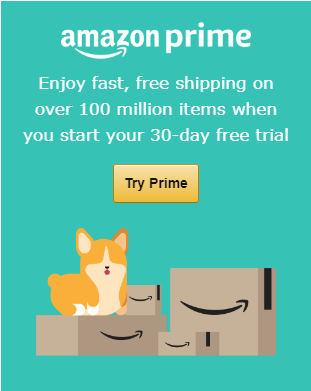 amazon prime
Enjoy fast, free shipping on
over 100 million items when
you start your 30-day free trial
Try Prime